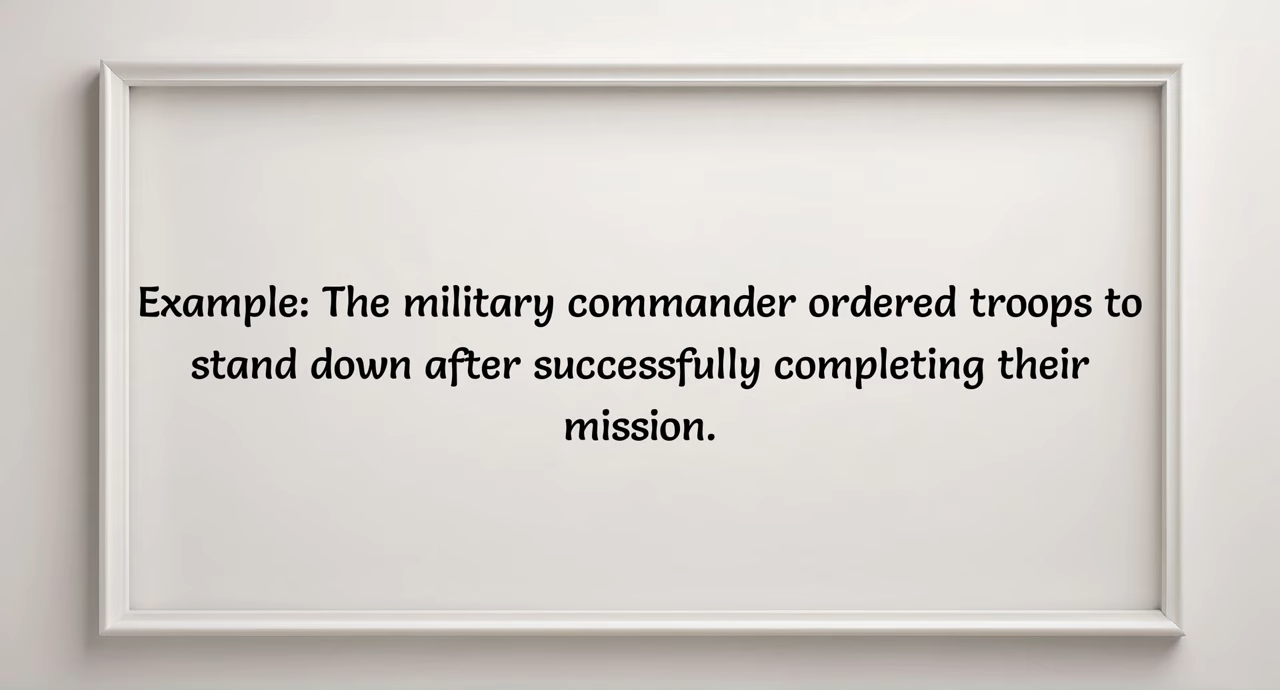 Example: The military commander ordered troops to
stand down after successfully completing their
mission.